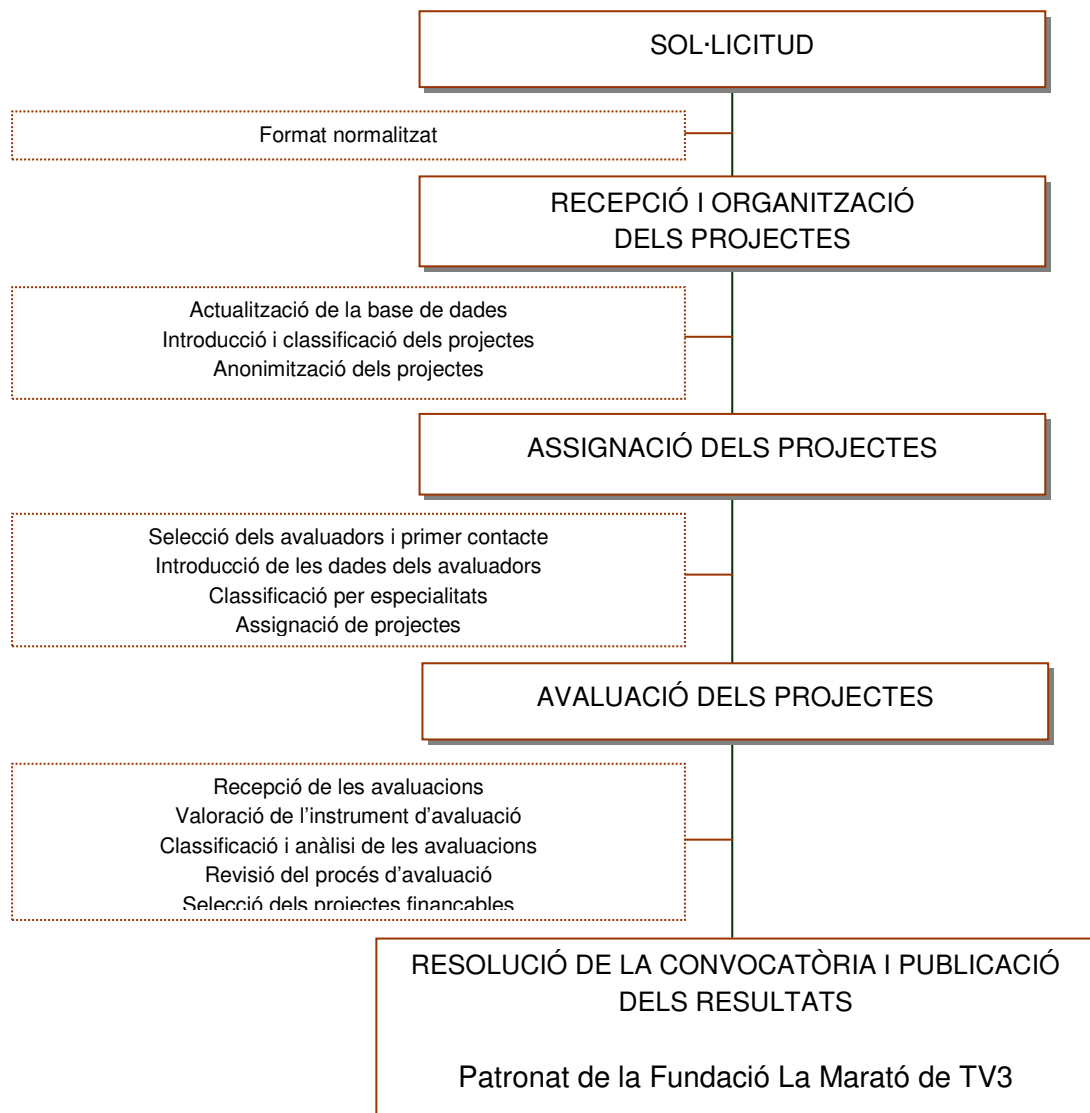 SOL·LICITUD
Format normalitzat
RECEPCIÓ I ORGANITZACIÓ
DELS PROJECTES
Actualització de la base de dades
Introducció i classificació dels projectes
Anonimització dels projectes
ASSIGNACIÓ DELS PROJECTES
Selecció dels avaluadors i primer contacte
Introducció de les dades dels avaluadors
Classificació per especialitats
Assignació de projectes
AVALUACIÓ DELS PROJECTES
Recepció de les avaluacions
Valoració de l’instrument d’avaluació
Classificació i anàlisi de les avaluacions
Revisió del procés d’avaluació
Selecció dels projectes finançables
RESOLUCIÓ DE LA CONVOCATÒRIA I PUBLICACIÓ
DELS RESULTATS
Patronat de la Fundació La Marató de TV3